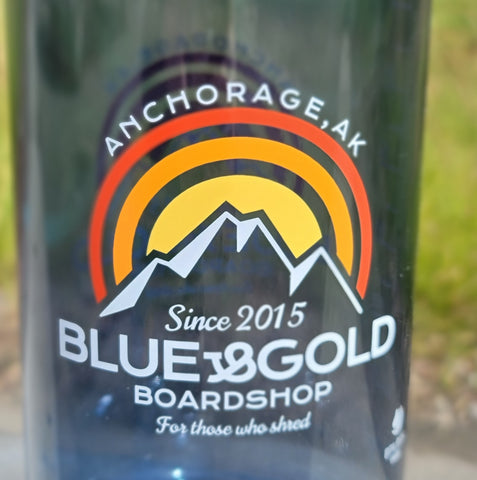 ANCHORAGE, AK
Since 2015
BLUE & GOLD
BOARDSHOP
For those who shred